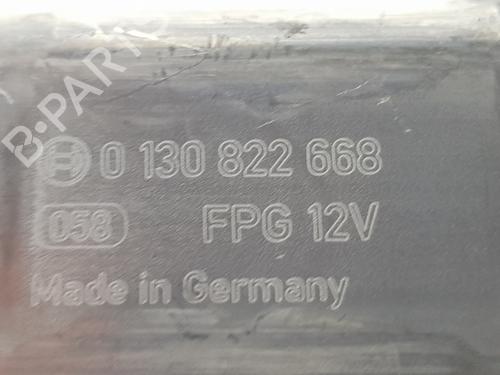 B-PARTS
0 130 822 668
058 FPG 12V
Made in Germany